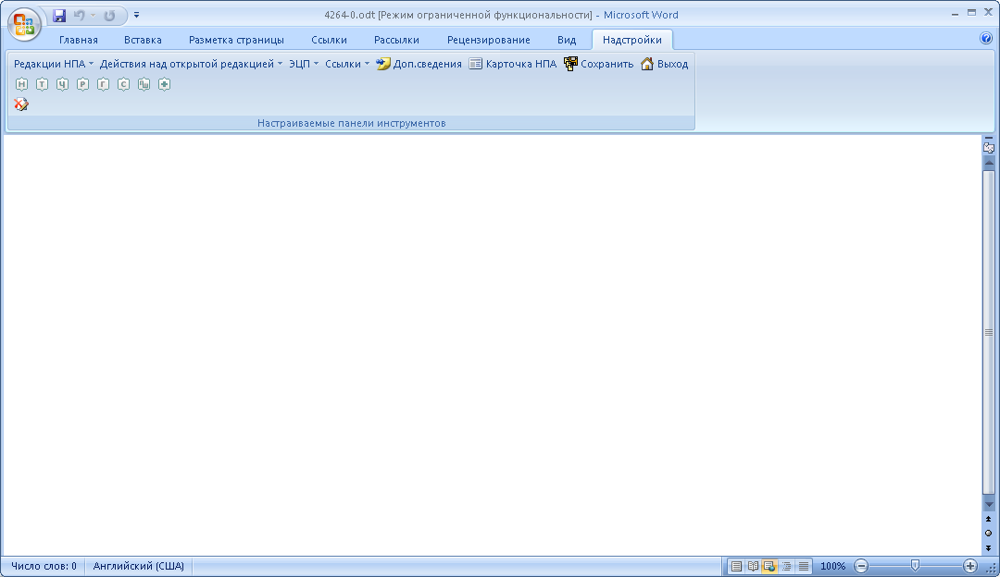 4264-0.odt [Режим ограниченной функциональности] - Microsoft Word
Главная Вставка Разметка страницы Ссылки Рассылки Рецензирование Вид Надстройки
Редакции НПА Действия над открытой редакцией ЭЦП Ссылки Доп.сведения Карточка НПА Сохранить Выход
Н Т Ч Р Г С
Настраиваемые панели инструментов
Число слов: 0 Английский (США) 100%